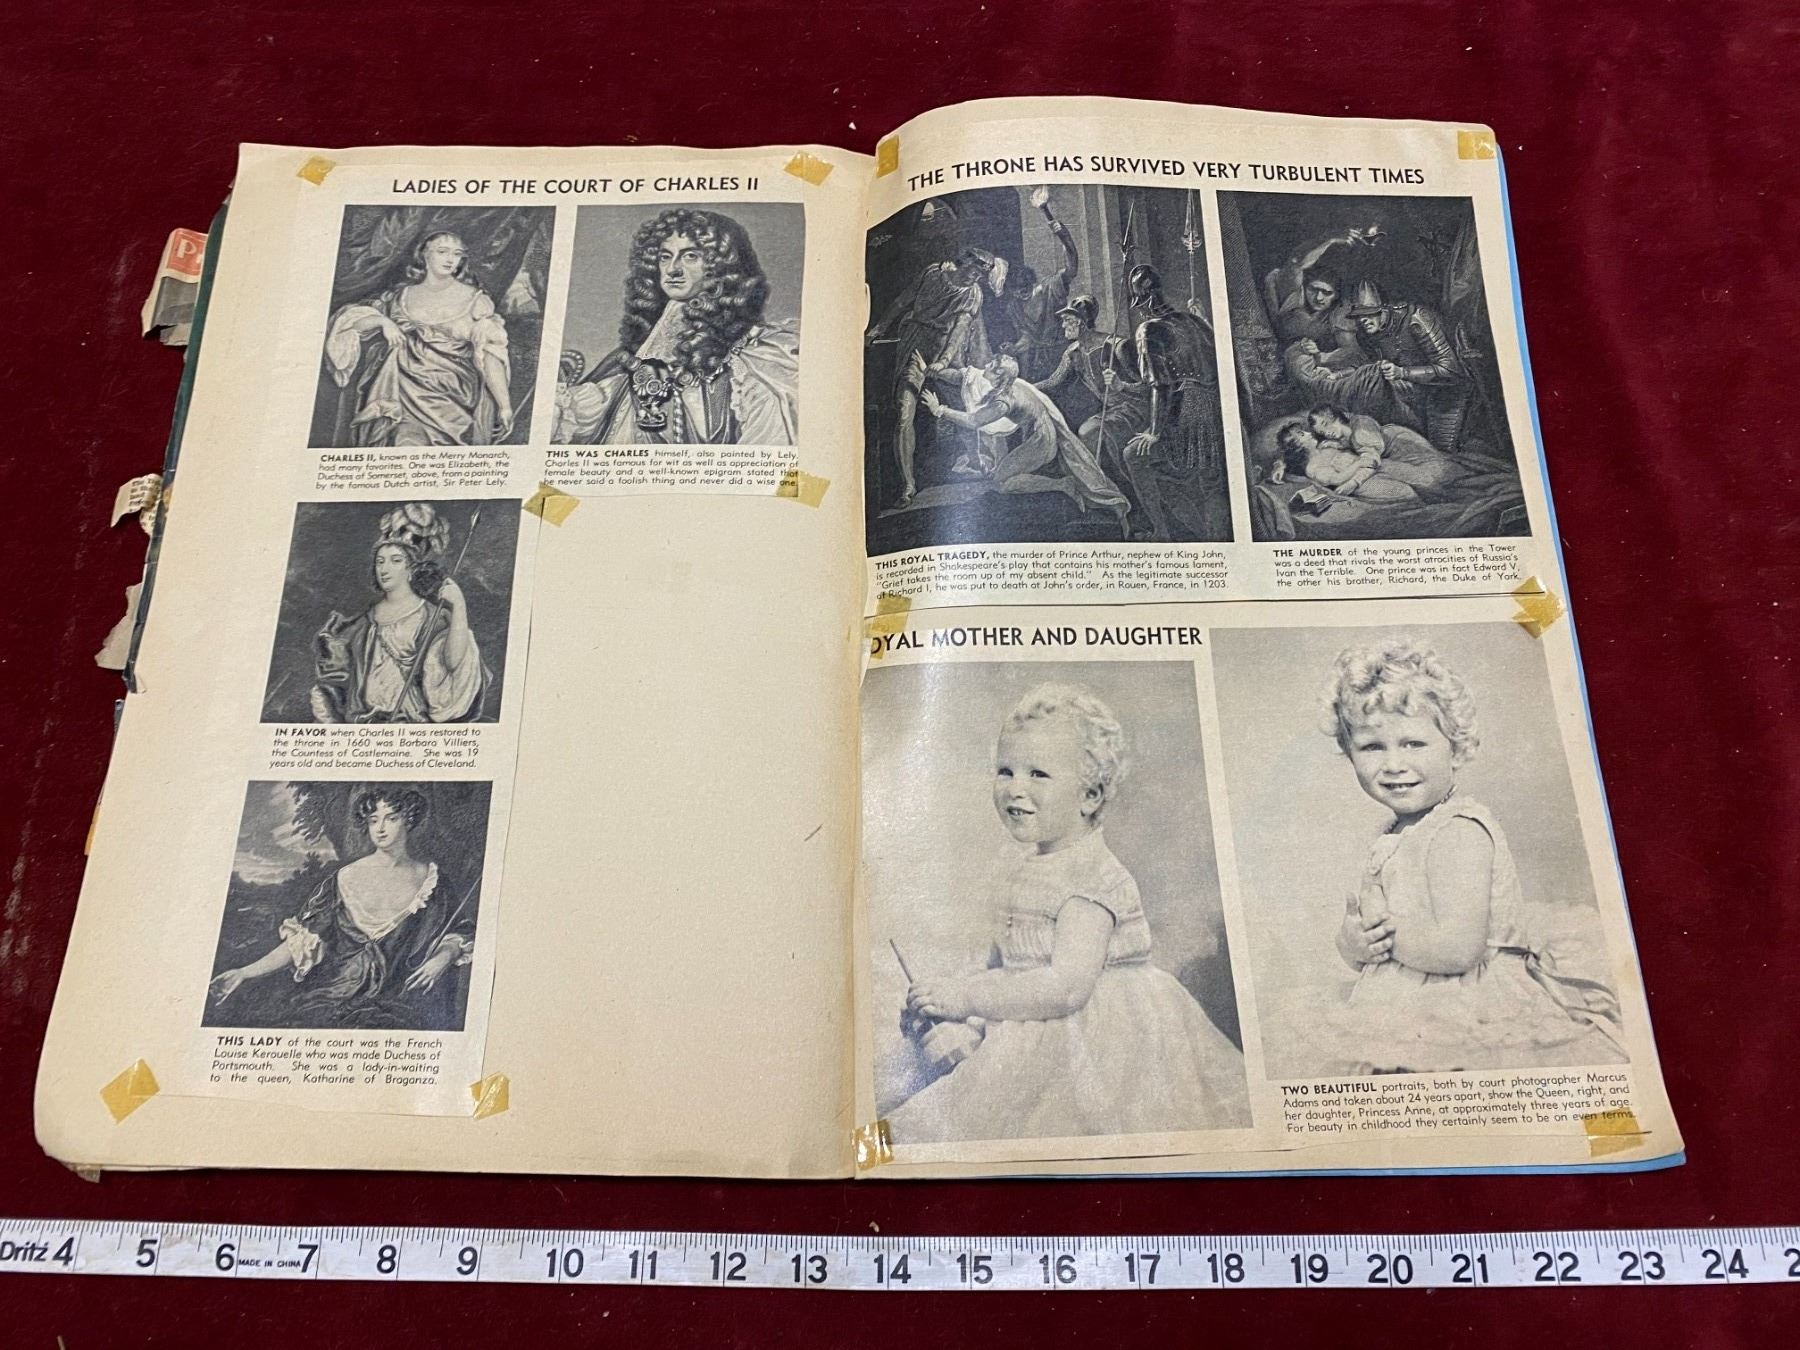 LADIES OF THE COURT OF CHARLES II
CHARLES II, known as the Merry Monarch,
had many favorites. One was Elizabeth, the
Duchess of Somerset, above, from a painting
by the famous Dutch artist, Sir Peter Lely.
THIS WAS CHARLES himself, also painted by Lely.
Charles II was famous for wit as well as appreciation of
female beauty and a well-known epigram stated that
he never said a foolish thing and never did a wise one.
IN FAVOR when Charles II was restored to
the throne in 1660 was Barbara Villiers,
the Countess of Castlemaine. She was 19
years old and became Duchess of Cleveland.
THIS LADY of the court was the French
Louise Kerouelle who was made Duchess of
Portsmouth. She was a lady-in-waiting
to the queen, Katharine of Braganza.
THE THRONE HAS SURVIVED VERY TURBULENT TIMES
THIS ROYAL TRAGEDY, the murder of Prince Arthur, nephew of King John,
is recorded in Shakespeare's play that contains his mother's famous lament,
"Grief takes the room up of my absent child." As the legitimate successor
of Richard I, he was put to death at John's order, in Rouen, France, in 1203.
THE MURDER of the young princes in the Tower
was a deed that rivals the worst atrocities of Russia's
Ivan the Terrible. One prince was in fact Edward V,
the other his brother, Richard, the Duke of York.
OYAL MOTHER AND DAUGHTER
TWO BEAUTIFUL portraits, both by court photographer Marcus
Adams and taken about 24 years apart, show the Queen, right, and
her daughter, Princess Anne, at approximately three years of age.
For beauty in childhood they certainly seem to be on even terms.
Dritz 4 5 6 MADE IN CHINA 7 8 9 10 11 12 13 14 15 16 17 18 19 20 21 22 23 24 2